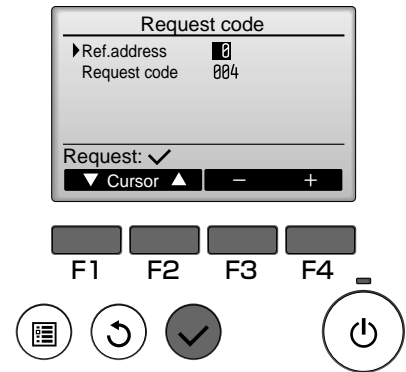 Request code
Ref.address 0
Request code 004
Request: ✓
▼ Cursor ▲ − +
F1 F2 F3 F4